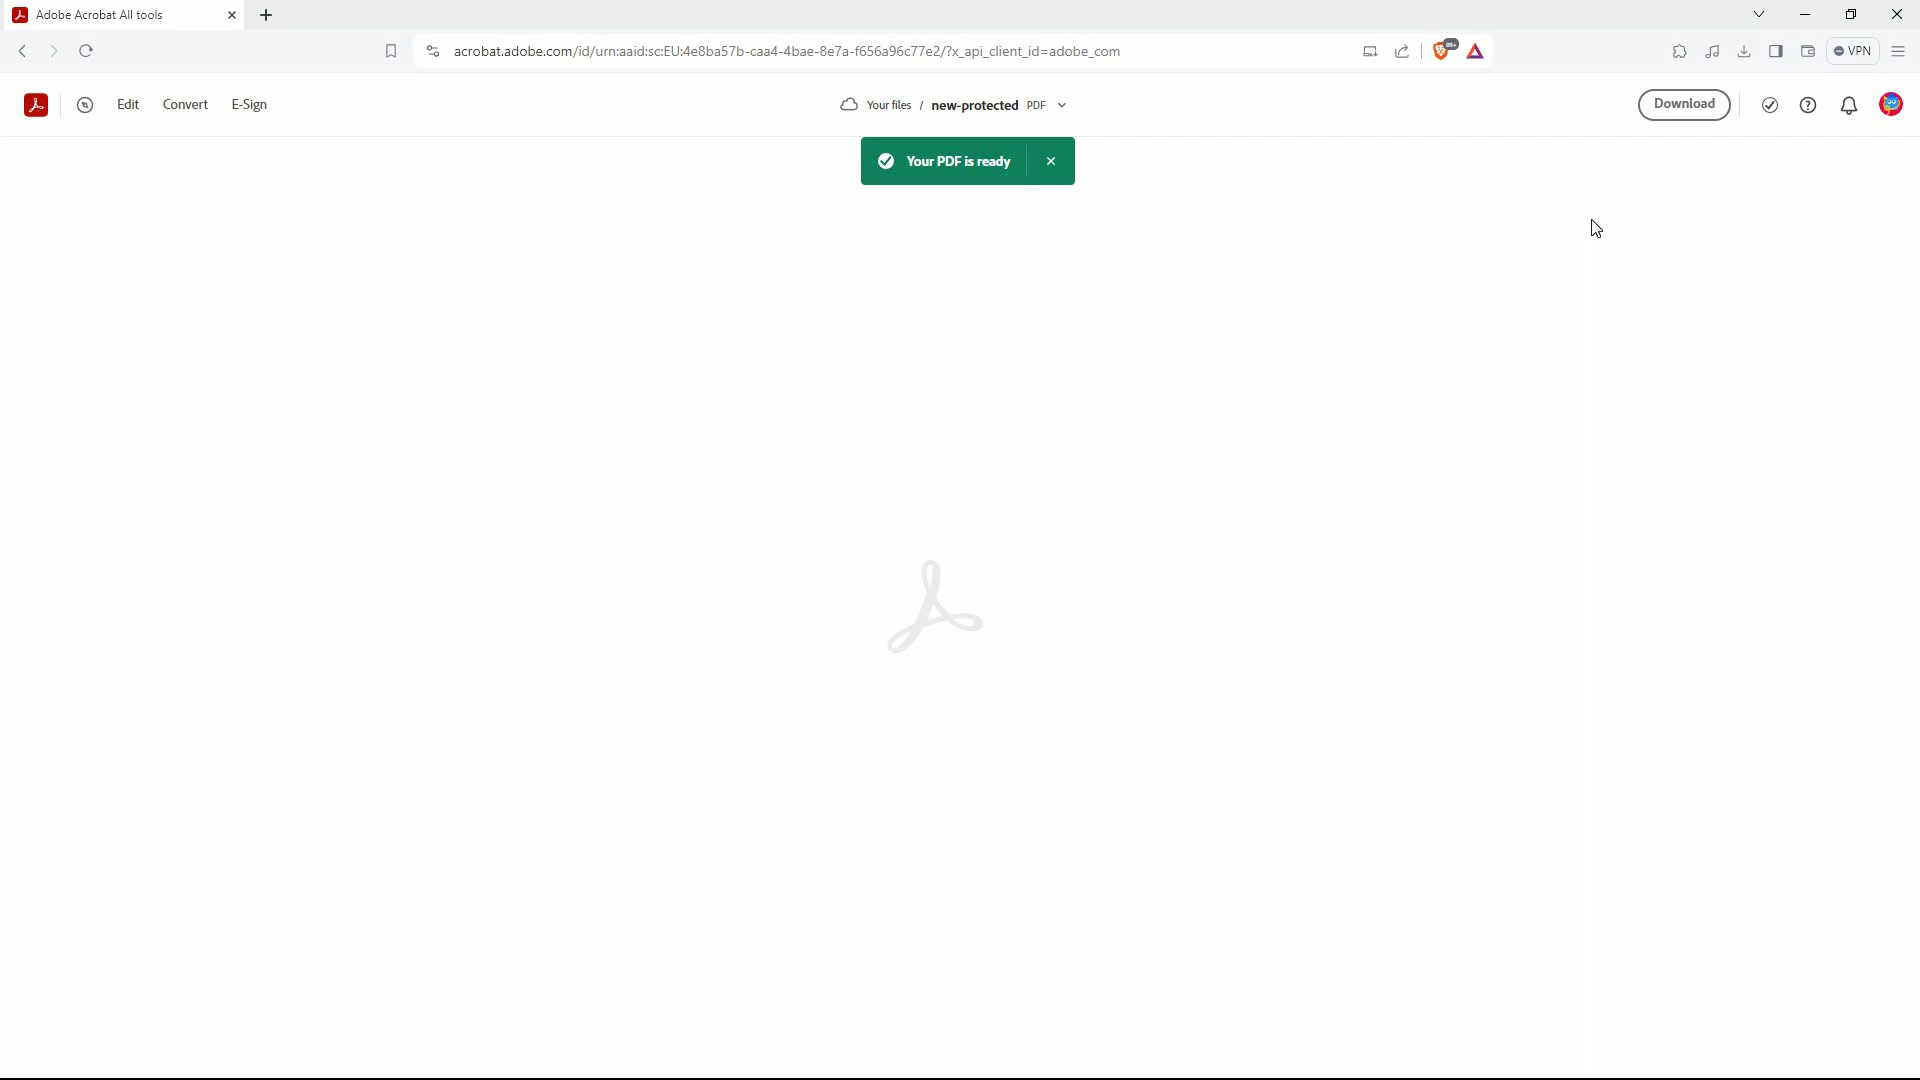 Adobe Acrobat All tools
acrobat.adobe.com/id/urn:aaid:sc:EU:4e8ba57b-caa4-4bae-8e7a-f656a96c77e2/?x_api_client_id=adobe_com
99+
VPN
Edit Convert E-Sign
Your files / new-protected PDF
Download
Your PDF is ready